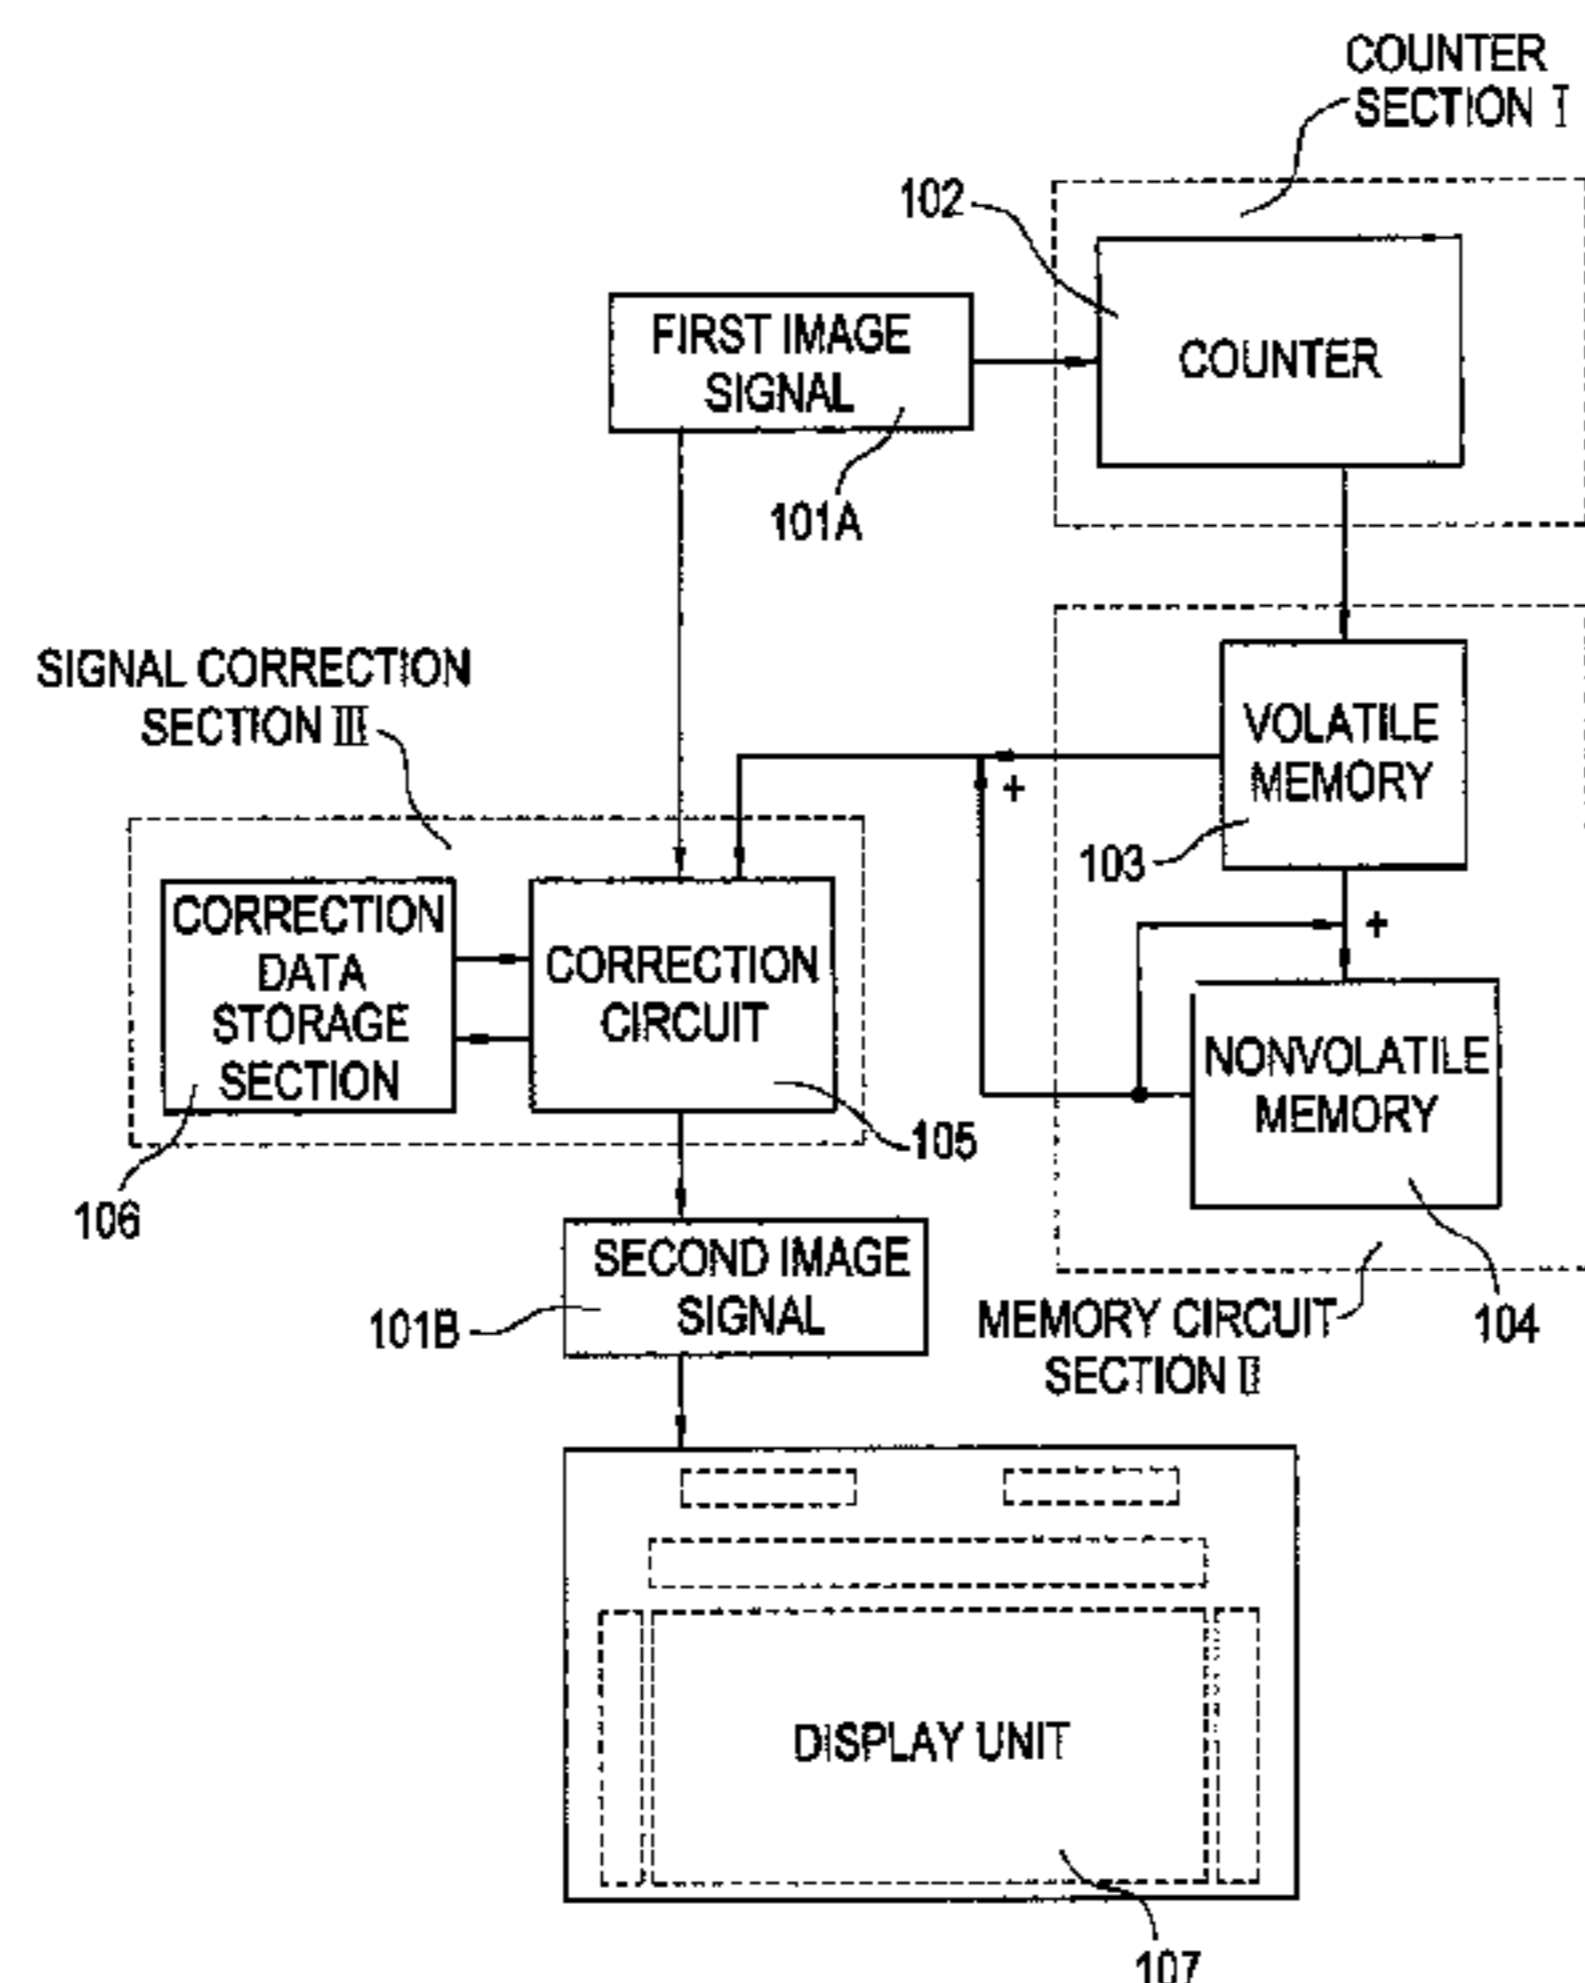 COUNTER
SECTION I
102
FIRST IMAGE
SIGNAL
COUNTER
101A
SIGNAL CORRECTION
SECTION III
VOLATILE
MEMORY
+
103
CORRECTION
DATA
STORAGE
SECTION
CORRECTION
CIRCUIT
+
NONVOLATILE
MEMORY
105
106
SECOND IMAGE
SIGNAL
101B
MEMORY CIRCUIT
SECTION II
104
DISPLAY UNIT
107